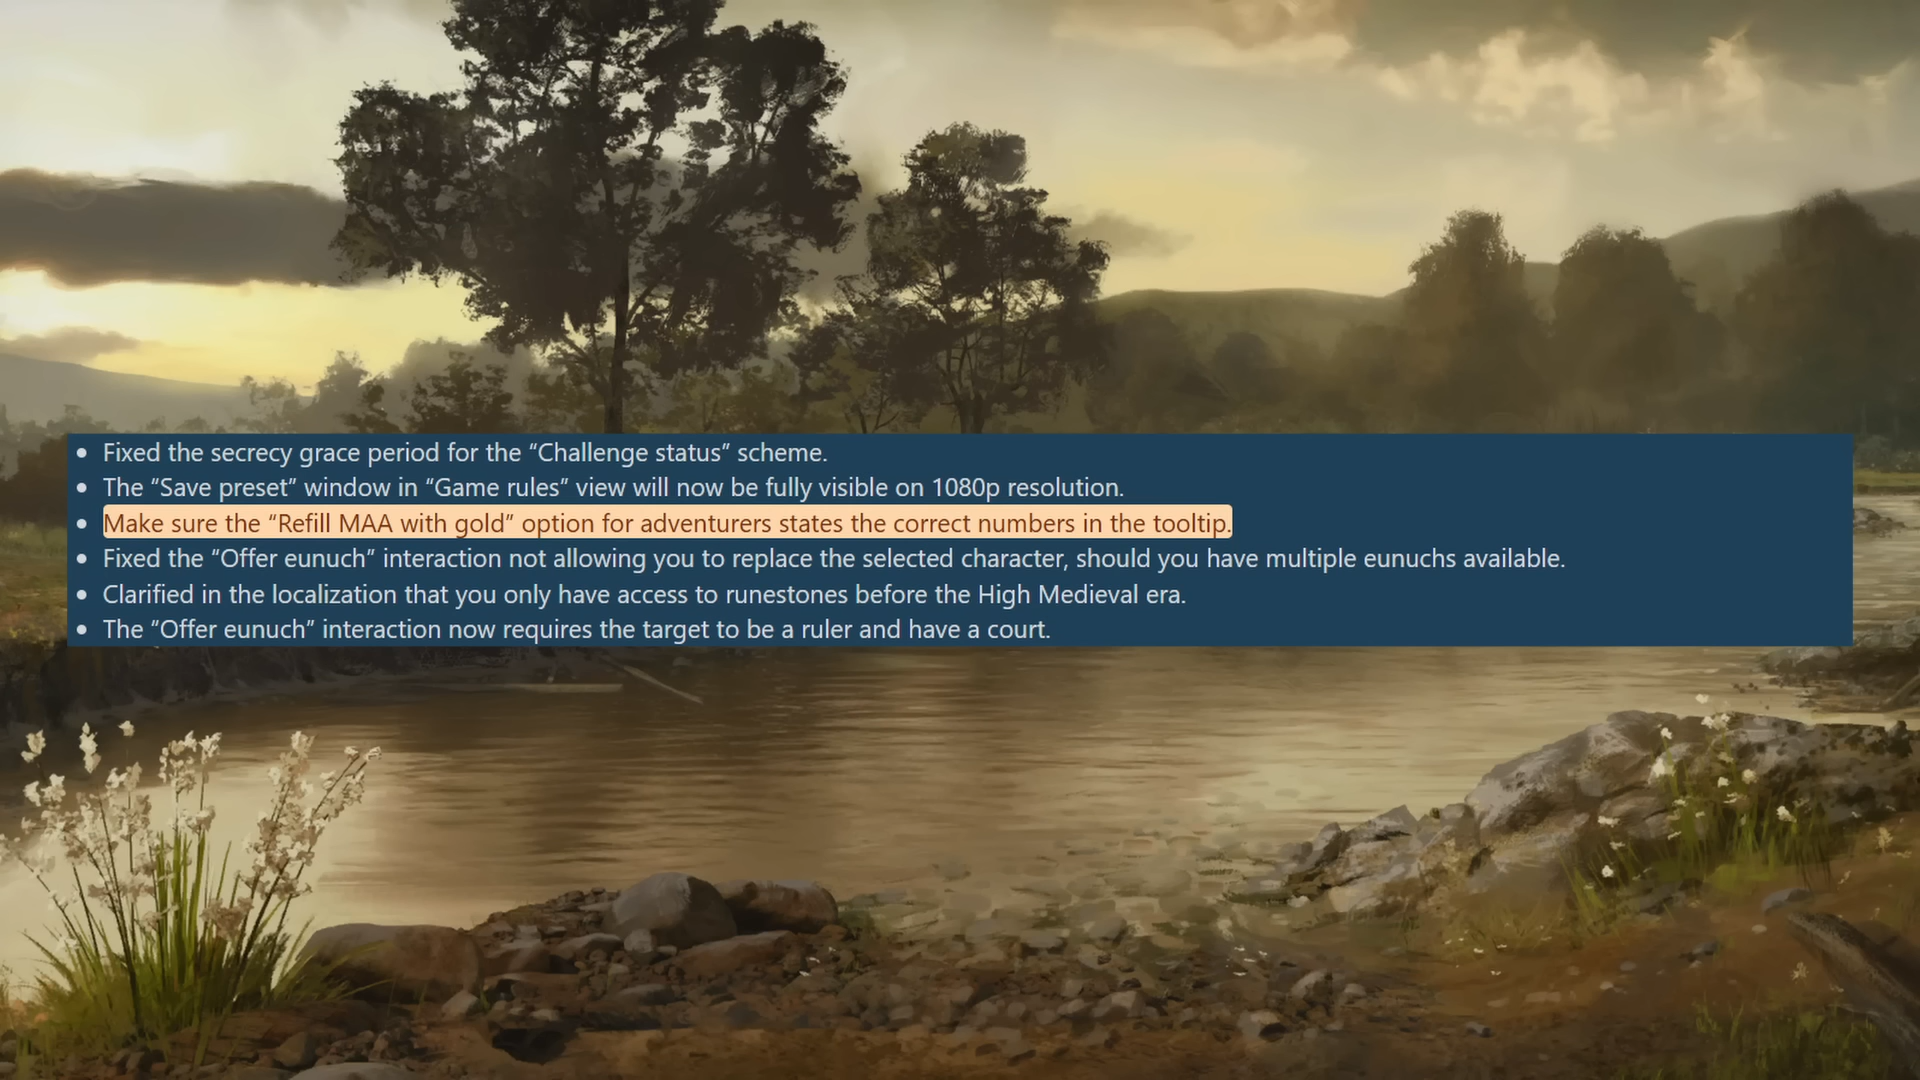 • Fixed the secrecy grace period for the “Challenge status” scheme.
• The “Save preset” window in “Game rules” view will now be fully visible on 1080p resolution.
• Make sure the “Refill MAA with gold” option for adventurers states the correct numbers in the tooltip.
• Fixed the “Offer eunuch” interaction not allowing you to replace the selected character, should you have multiple eunuchs available.
• Clarified in the localization that you only have access to runestones before the High Medieval era.
• The “Offer eunuch” interaction now requires the target to be a ruler and have a court.